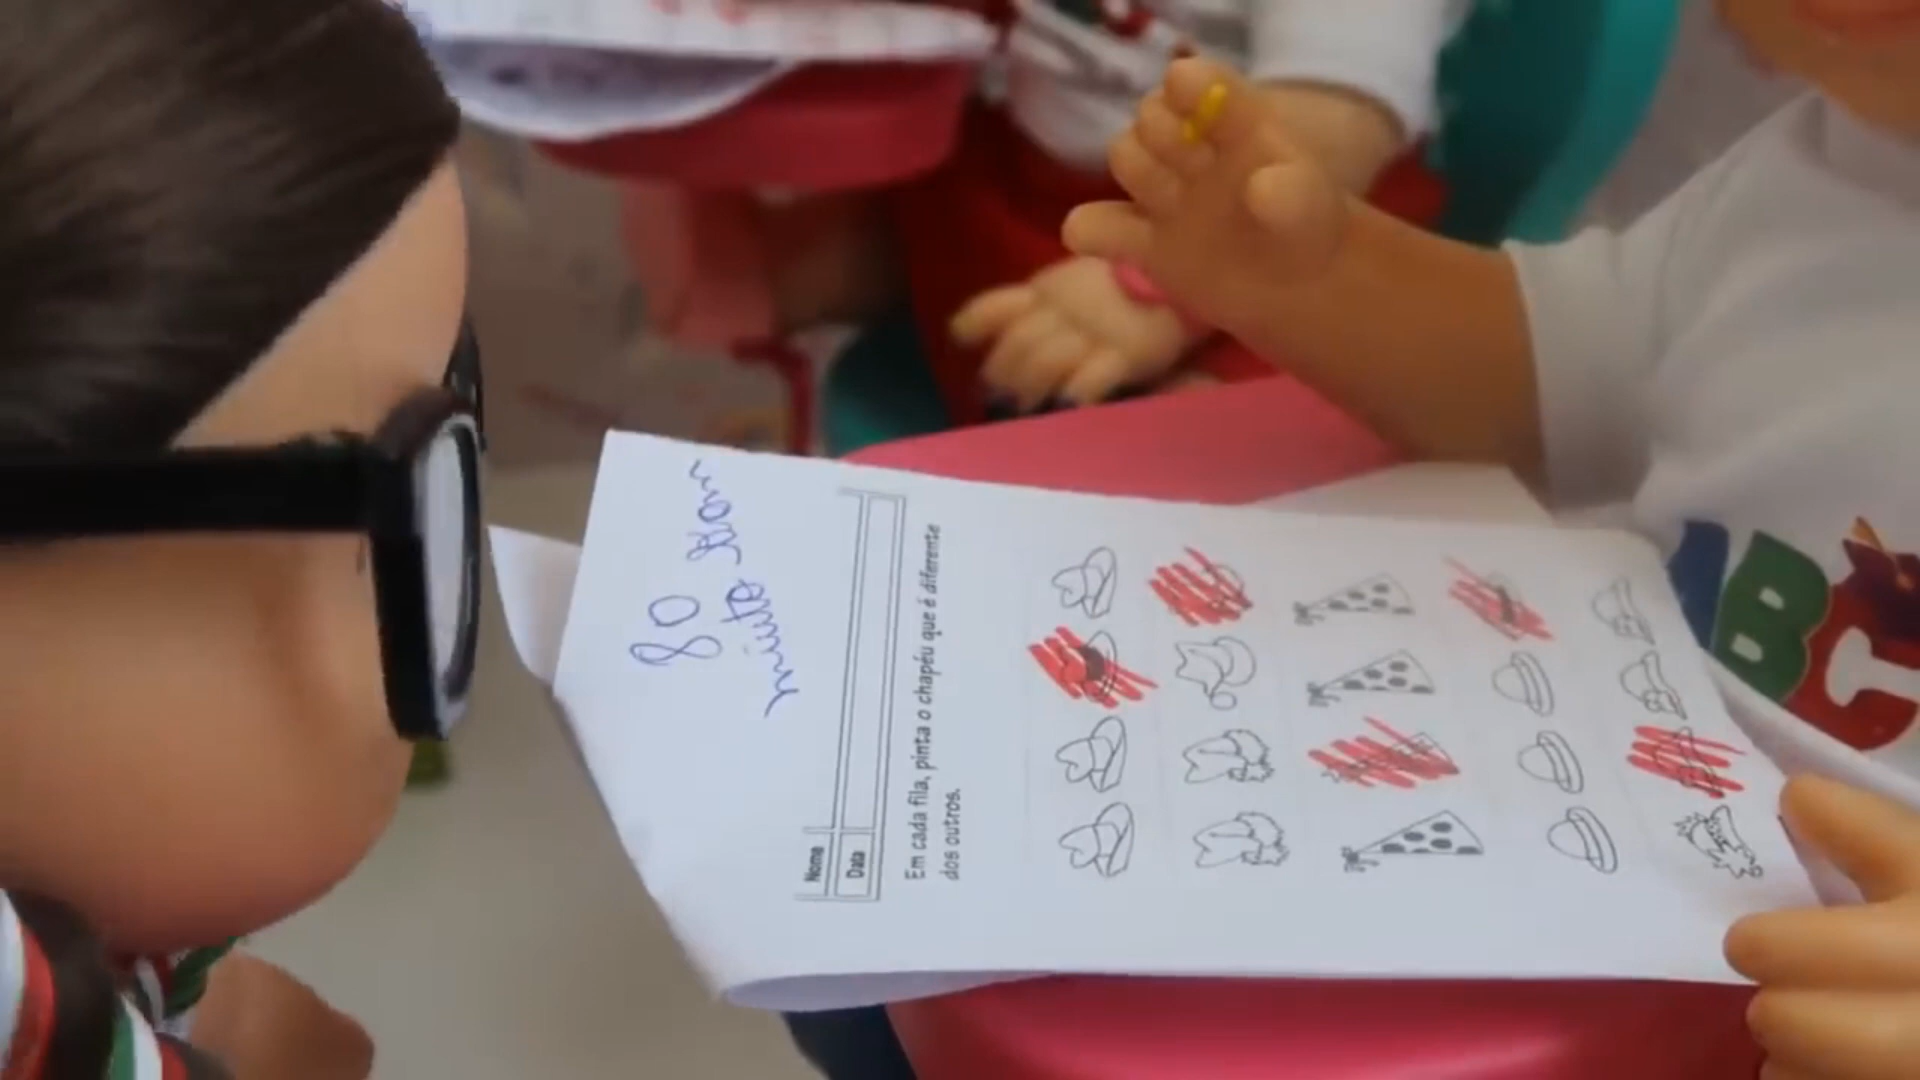 80
muito bom
Nome
Data
Em cada fila, pinta o chapéu que é diferente
dos outros.